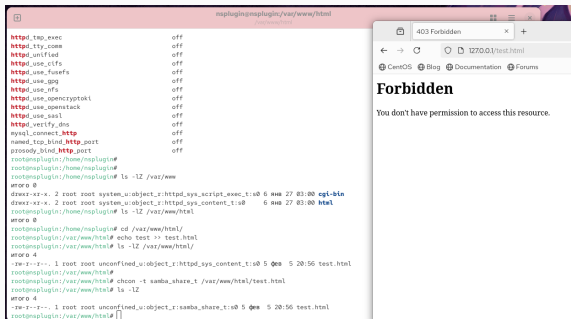 nsplugin@nsplugin:/var/www/html
/var/www/html
httpd_tmp_exec off
httpd_tty_comm off
httpd_unified off
httpd_use_cifs off
httpd_use_fusefs off
httpd_use_gpg off
httpd_use_nfs off
httpd_use_opencryptoki off
httpd_use_openstack off
httpd_use_sasl off
httpd_verify_dns off
mysql_connect_http off
named_tcp_bind_http_port off
prosody_bind_http_port off
root@nsplugin:/home/nsplugin#
root@nsplugin:/home/nsplugin#
root@nsplugin:/home/nsplugin# ls -lZ /var/www
итого 0
drwxr-xr-x. 2 root root system_u:object_r:httpd_sys_script_exec_t:s0 6 янв 27 03:00 cgi-bin
drwxr-xr-x. 2 root root system_u:object_r:httpd_sys_content_t:s0 6 янв 27 03:00 html
root@nsplugin:/home/nsplugin# ls -lZ /var/www/html
итого 0
root@nsplugin:/home/nsplugin# cd /var/www/html/
root@nsplugin:/var/www/html# echo test >> test.html
root@nsplugin:/var/www/html# ls -lZ /var/www/html/
итого 4
-rw-r--r--. 1 root root unconfined_u:object_r:httpd_sys_content_t:s0 5 фев 5 20:56 test.html
root@nsplugin:/var/www/html#
root@nsplugin:/var/www/html# chcon -t samba_share_t /var/www/html/test.html
root@nsplugin:/var/www/html# ls -lZ
итого 4
-rw-r--r--. 1 root root unconfined_u:object_r:samba_share_t:s0 5 фев 5 20:56 test.html
root@nsplugin:/var/www/html#
403 Forbidden
127.0.0.1/test.html
CentOS Blog Documentation Forums
Forbidden
You don't have permission to access this resource.